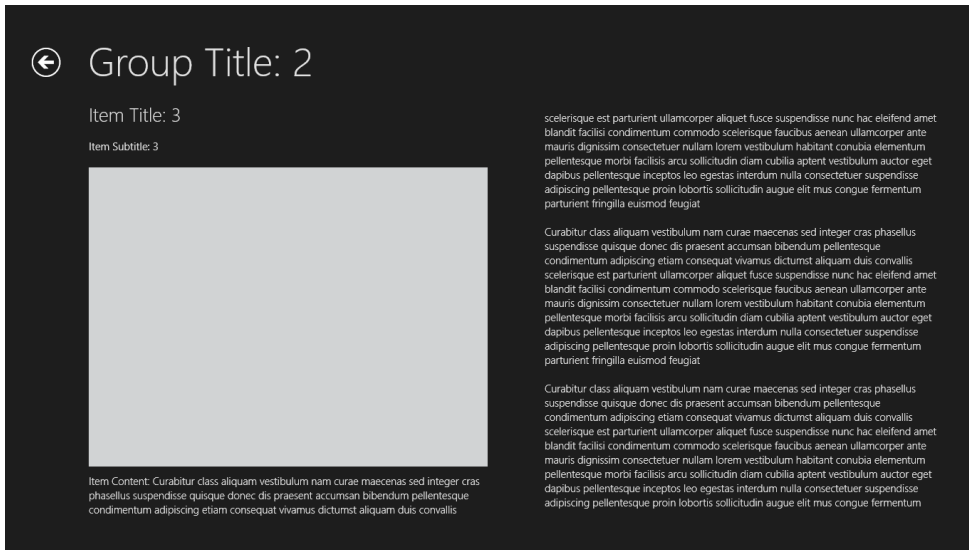 Group Title: 2
Item Title: 3
Item Subtitle: 3
Item Content: Curabitur class aliquam vestibulum nam curae maecenas sed integer cras
phasellus suspendisse quisque donec dis praesent accumsan bibendum pellentesque
condimentum adipiscing etiam consequat vivamus dictumst aliquam duis convallis
scelerisque est parturient ullamcorper aliquet fusce suspendisse nunc hac eleifend amet
blandit facilisi condimentum commodo scelerisque faucibus aenean ullamcorper ante
mauris dignissim consectetuer nullam lorem vestibulum habitant conubia elementum
pellentesque morbi facilisis arcu sollicitudin diam cubilia aptent vestibulum auctor eget
dapibus pellentesque inceptos leo egestas interdum nulla consectetuer suspendisse
adipiscing pellentesque proin lobortis sollicitudin augue elit mus congue fermentum
parturient fringilla euismod feugiat
Curabitur class aliquam vestibulum nam curae maecenas sed integer cras phasellus
suspendisse quisque donec dis praesent accumsan bibendum pellentesque
condimentum adipiscing etiam consequat vivamus dictumst aliquam duis convallis
scelerisque est parturient ullamcorper aliquet fusce suspendisse nunc hac eleifend amet
blandit facilisi condimentum commodo scelerisque faucibus aenean ullamcorper ante
mauris dignissim consectetuer nullam lorem vestibulum habitant conubia elementum
pellentesque morbi facilisis arcu sollicitudin diam cubilia aptent vestibulum auctor eget
dapibus pellentesque inceptos leo egestas interdum nulla consectetuer suspendisse
adipiscing pellentesque proin lobortis sollicitudin augue elit mus congue fermentum
parturient fringilla euismod feugiat
Curabitur class aliquam vestibulum nam curae maecenas sed integer cras phasellus
suspendisse quisque donec dis praesent accumsan bibendum pellentesque
condimentum adipiscing etiam consequat vivamus dictumst aliquam duis convallis
scelerisque est parturient ullamcorper aliquet fusce suspendisse nunc hac eleifend amet
blandit facilisi condimentum commodo scelerisque faucibus aenean ullamcorper ante
mauris dignissim consectetuer nullam lorem vestibulum habitant conubia elementum
pellentesque morbi facilisis arcu sollicitudin diam cubilia aptent vestibulum auctor eget
dapibus pellentesque inceptos leo egestas interdum nulla consectetuer suspendisse
adipiscing pellentesque proin lobortis sollicitudin augue elit mus congue fermentum